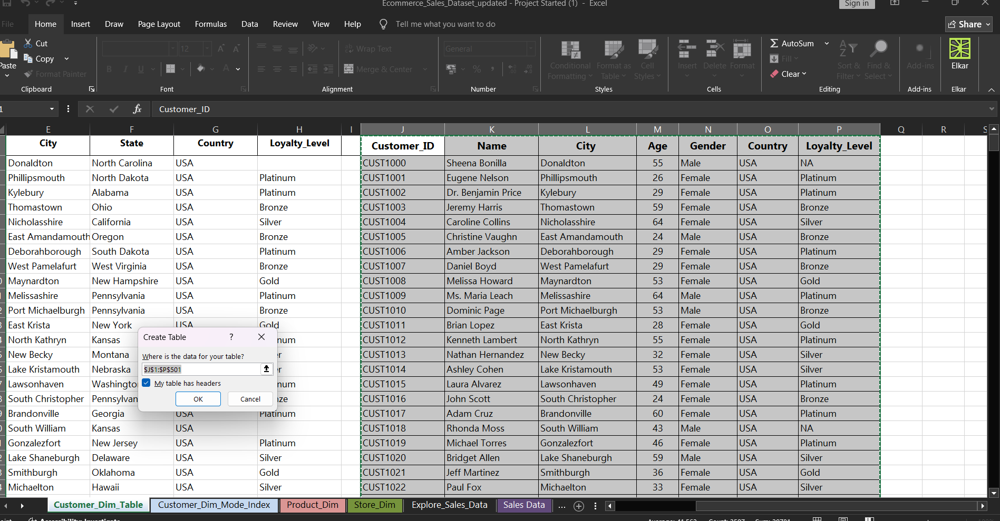 Ecommerce_Sales_Dataset_updated - Project Started (1) - Excel
Sign in
File Home Insert Draw Page Layout Formulas Data Review View Help Tell me what you want to do Share
Paste
Cut
Copy
Format Painter
Clipboard
12
B I U A
Font
Wrap Text
Merge & Center
Alignment
General
%
Number
Conditional Formatting
Format as Table
Cell Styles
Styles
Insert Delete Format
Cells
AutoSum
Fill
Clear
Sort & Filter
Find & Select
Editing
Add-ins
Add-ins
Elkar
Elkar
1 fx Customer_ID
E F G H I J K L M N O P Q R S
City State Country Loyalty_Level Customer_ID Name City Age Gender Country Loyalty_Level
Donaldton North Carolina USA CUST1000 Sheena Bonilla Donaldton 55 Male USA NA
Phillipsmouth North Dakota USA Platinum CUST1001 Eugene Nelson Phillipsmouth 26 Female USA Platinum
Kylebury Alabama USA Platinum CUST1002 Dr. Benjamin Price Kylebury 29 Female USA Platinum
Thomastown Ohio USA Bronze CUST1003 Jeremy Harris Thomastown 59 Female USA Bronze
Nicholasshire California USA Silver CUST1004 Caroline Collins Nicholasshire 64 Female USA Silver
East Amandamouth Oregon USA Bronze CUST1005 Christine Vaughn East Amandamouth 24 Male USA Bronze
Deborahborough South Dakota USA Platinum CUST1006 Amber Jackson Deborahborough 29 Female USA Platinum
West Pamelafurt West Virginia USA Bronze CUST1007 Daniel Boyd West Pamelafurt 29 Female USA Bronze
Maynardton New Hampshire USA Gold CUST1008 Melissa Howard Maynardton 53 Female USA Gold
Melissashire Pennsylvania USA Platinum CUST1009 Ms. Maria Leach Melissashire 64 Male USA Platinum
Port Michaelburgh Pennsylvania USA Bronze CUST1010 Dominic Page Port Michaelburgh 53 Male USA Bronze
East Krista New York USA Gold CUST1011 Brian Lopez East Krista 28 Female USA Gold
North Kathryn Kansas num CUST1012 Kenneth Lambert North Kathryn 55 Female USA Platinum
New Becky Montana r CUST1013 Nathan Hernandez New Becky 32 Female USA Silver
Lake Kristamouth Nebraska r CUST1014 Ashley Cohen Lake Kristamouth 53 Female USA Silver
Lawsonhaven Washingto num CUST1015 Laura Alvarez Lawsonhaven 49 Female USA Platinum
South Christopher Pennsylvan ze CUST1016 John Scott South Christopher 24 Female USA Bronze
Brandonville Georgia USA Platinum CUST1017 Adam Cruz Brandonville 60 Female USA Platinum
South William Kansas USA CUST1018 Rhonda Moss South William 43 Male USA NA
Gonzalezfort New Jersey USA Platinum CUST1019 Michael Torres Gonzalezfort 46 Female USA Platinum
Lake Shaneburgh Delaware USA Silver CUST1020 Bridget Allen Lake Shaneburgh 59 Male USA Silver
Smithburgh Oklahoma USA Gold CUST1021 Jeff Martinez Smithburgh 36 Female USA Gold
Michaelton Hawaii USA Silver CUST1022 Paul Fox Michaelton 33 Female USA Silver
Create Table ?
Where is the data for your table?
$J$1:$P$501
My table has headers
OK Cancel
Customer_Dim_Table Customer_Dim_Mode_Index Product_Dim Store_Dim Explore_Sales_Data Sales Data ...